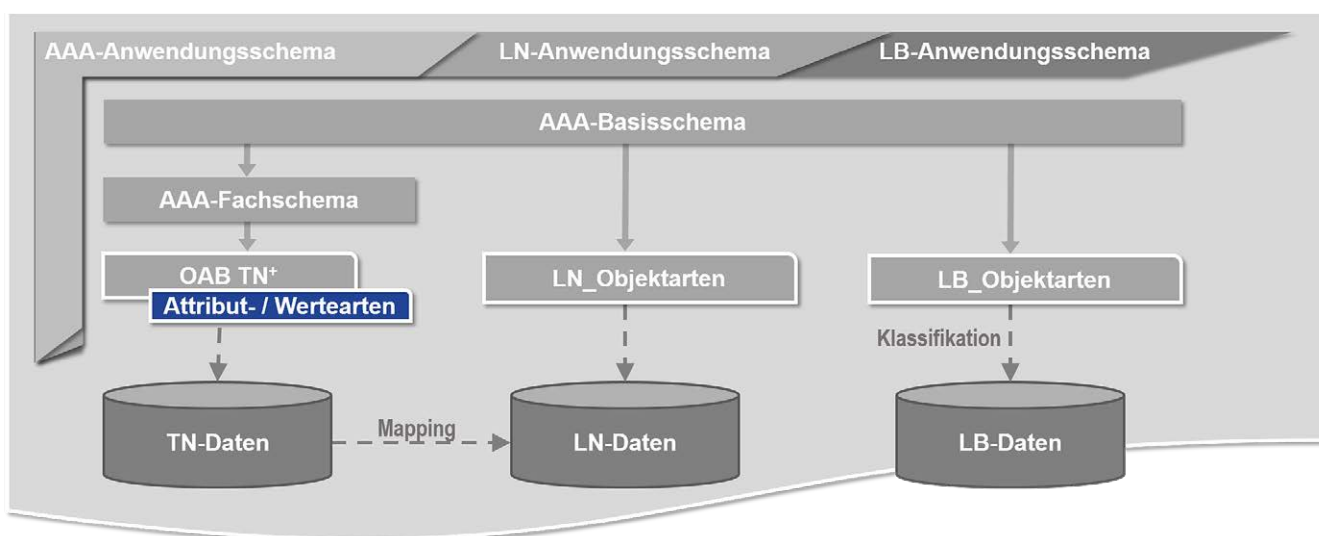 AAA-Anwendungsschema
LN-Anwendungsschema
LB-Anwendungsschema
AAA-Basisschema
AAA-Fachschema
OAB TN⁺
Attribut- / Wertearten
LN_Objektarten
LB_Objektarten
Klassifikation
TN-Daten
Mapping
LN-Daten
LB-Daten